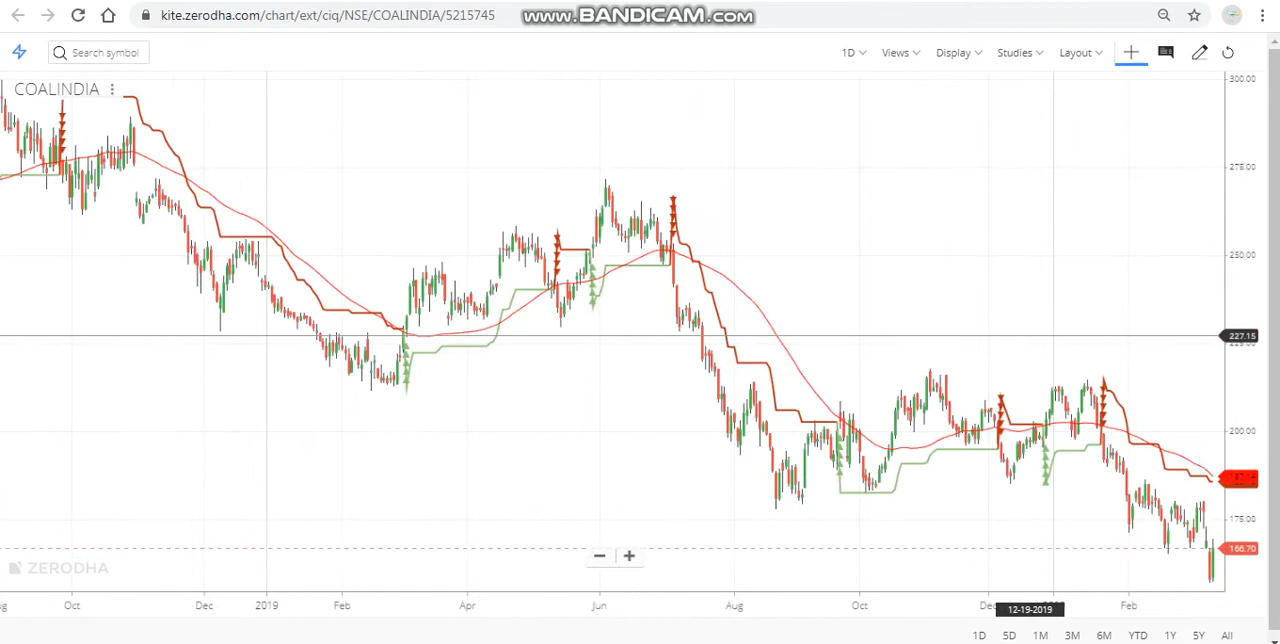 kite.zerodha.com/chart/ext/ciq/NSE/COALINDIA/5215745
www.BANDICAM.com
Search symbol
1D Views Display Studies Layout
COALINDIA
300.00
275.00
250.00
227.15
200.00
175.00
166.70
ZERODHA
Oct Dec 2019 Feb Apr Jun Aug Oct Dec Feb
12-19-2019
1D 5D 1M 3M 6M YTD 1Y 5Y All